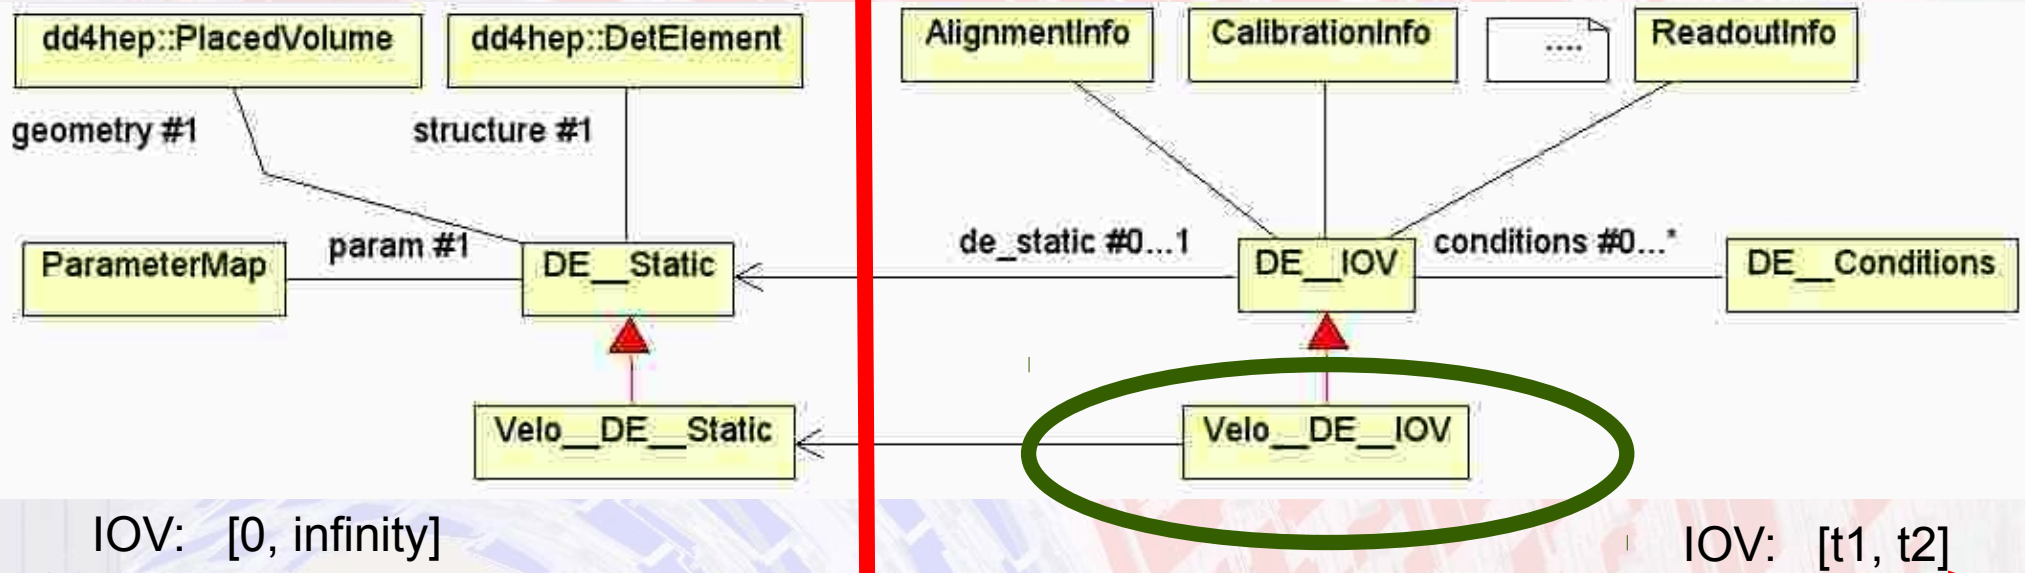 dd4hep::PlacedVolume
dd4hep::DetElement
AlignmentInfo
CalibrationInfo
....
ReadoutInfo
geometry #1
structure #1
param #1
de_static #0...1
conditions #0...*
ParameterMap
DE__Static
DE__IOV
DE__Conditions
Velo__DE__Static
Velo__DE__IOV
IOV: [0, infinity]
IOV: [t1, t2]